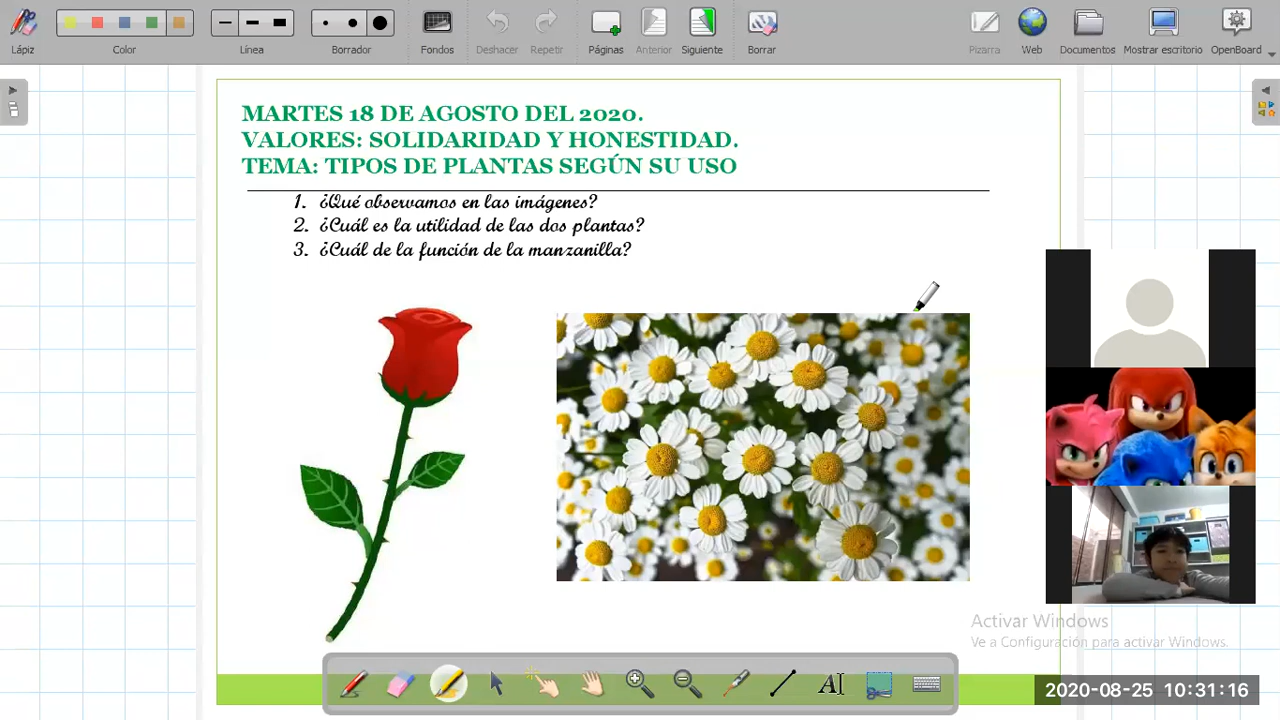 Lápiz Color Línea Borrador Fondos Deshacer Repetir Páginas Anterior Siguiente Borrar Pizarra Web Documentos Mostrar escritorio OpenBoard
MARTES 18 DE AGOSTO DEL 2020.
VALORES: SOLIDARIDAD Y HONESTIDAD.
TEMA: TIPOS DE PLANTAS SEGÚN SU USO
1. ¿Qué observamos en las imágenes?
2. ¿Cuál es la utilidad de las dos plantas?
3. ¿Cuál de la función de la manzanilla?
Activar Windows
Ve a Configuración para activar Windows.
AI
2020-08-25 10:31:16